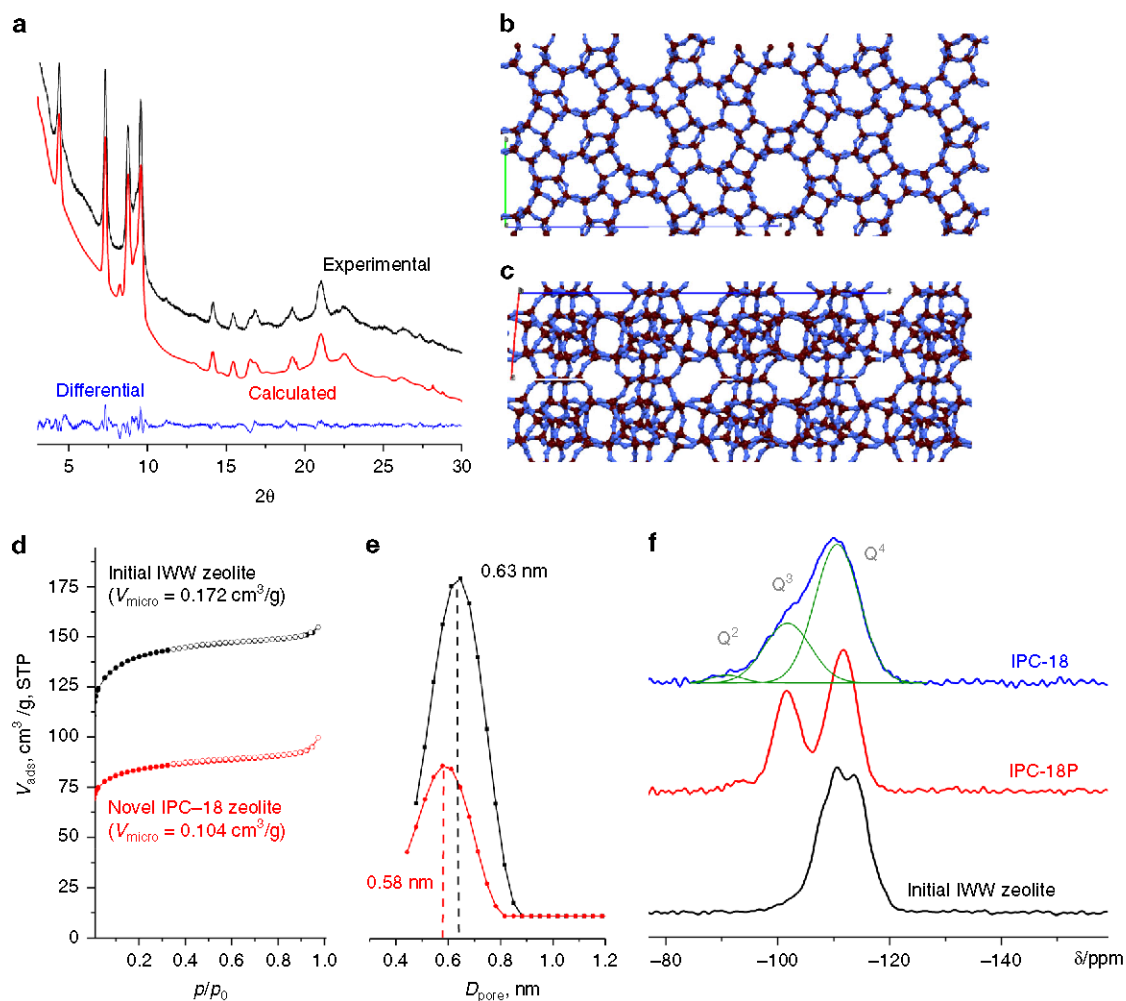 a
Experimental
Differential
Calculated
5
10
15
20
25
30
2θ
b
c
d
Initial IWW zeolite
(Vmicro = 0.172 cm³/g)
Novel IPC–18 zeolite
(Vmicro = 0.104 cm³/g)
175
150
125
100
75
50
25
0
Vads, cm³/g, STP
0.0
0.2
0.4
0.6
0.8
1.0
p/p₀
e
0.63 nm
0.58 nm
0.4
0.6
0.8
1.0
1.2
Dpore, nm
f
Q⁴
Q³
Q²
IPC-18
IPC-18P
Initial IWW zeolite
–80
–100
–120
–140
δ/ppm